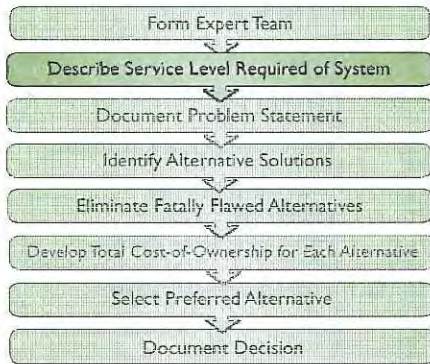 Form Expert Team
Describe Service Level Required of System
Document Problem Statement
Identify Alternative Solutions
Eliminate Fatally Flawed Alternatives
Develop Total Cost-of-Ownership for Each Alternative
Select Preferred Alternative
Document Decision